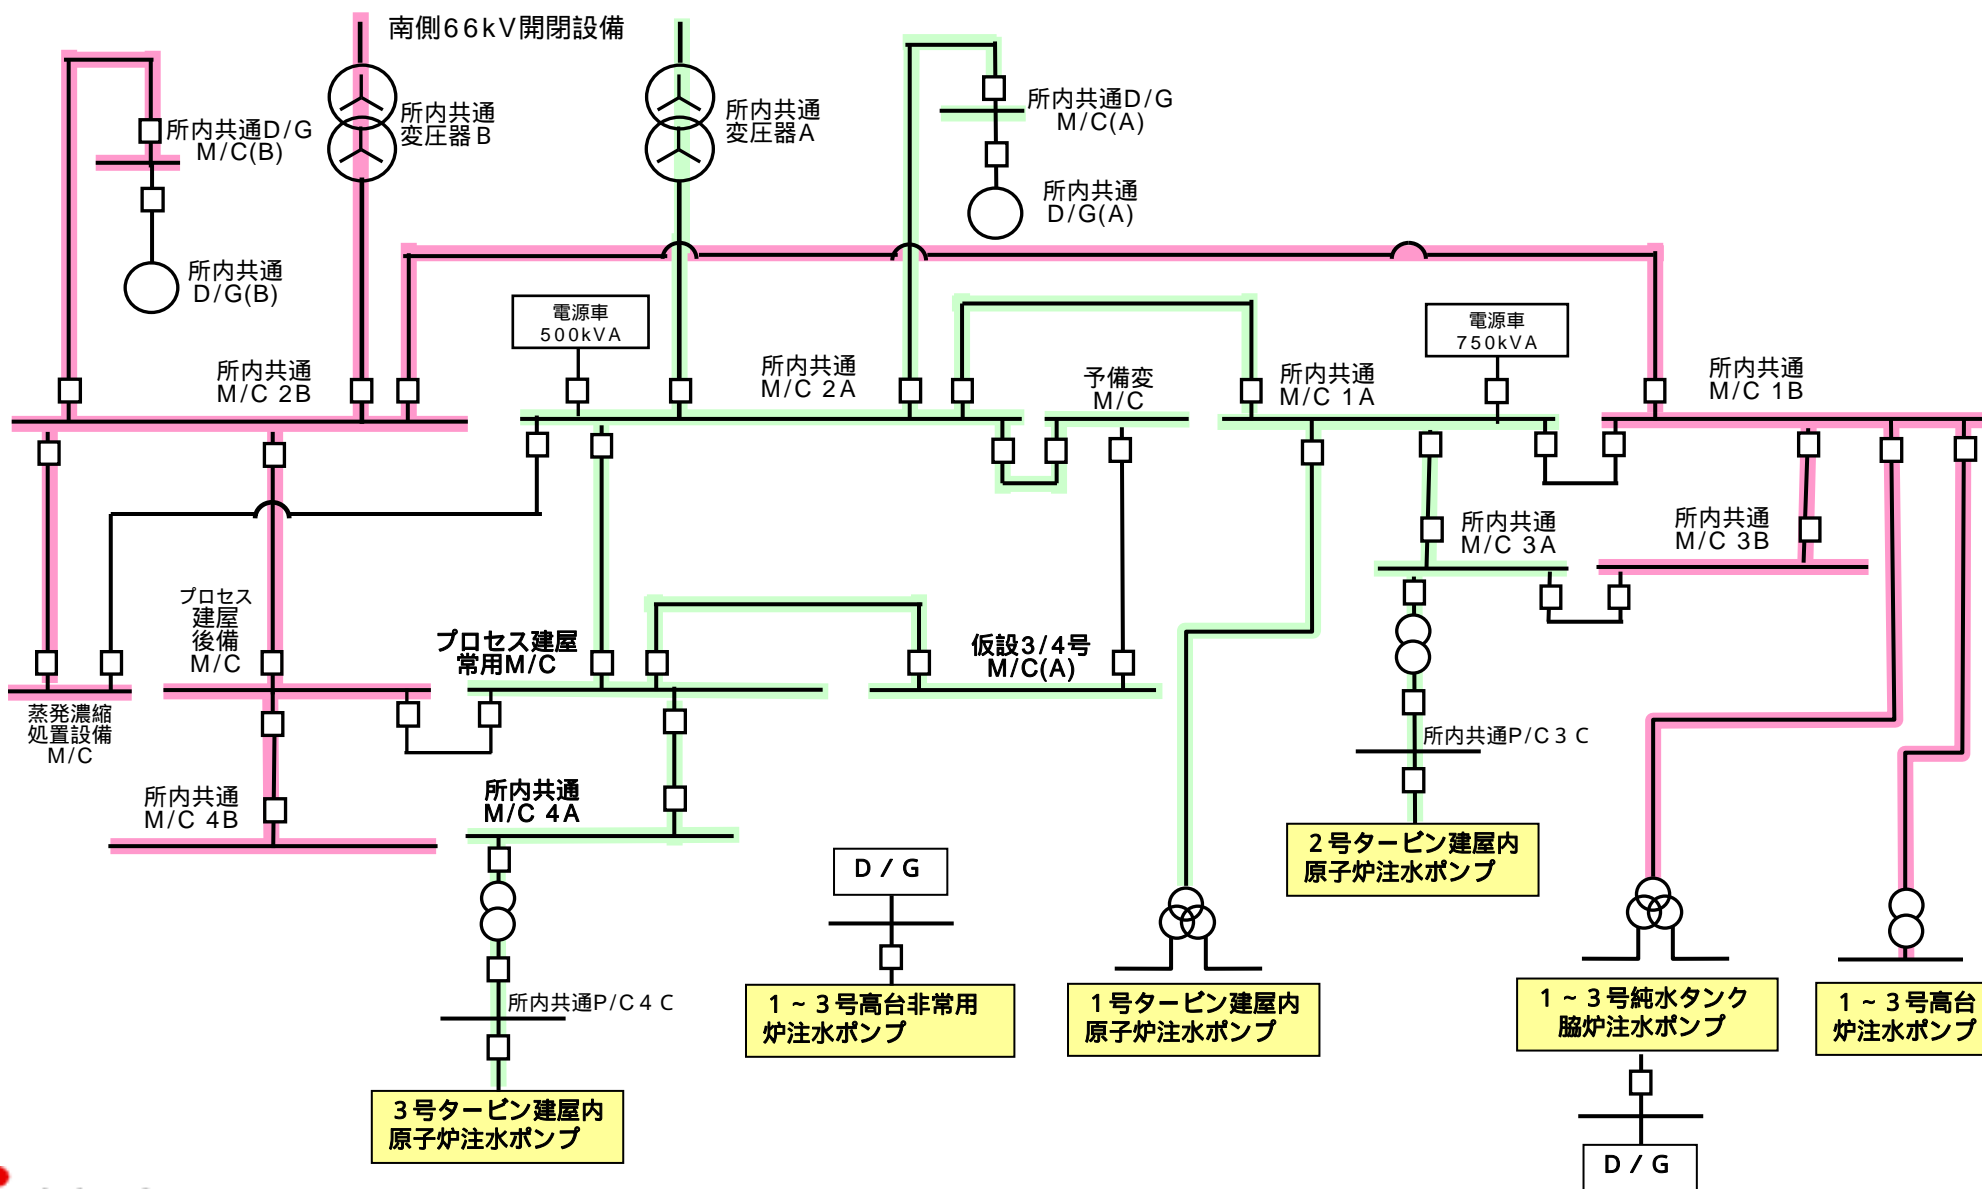 南側66kV開閉設備
所内共通D/G
M/C(B)
所内共通
変圧器B
所内共通
変圧器A
所内共通D/G
M/C(A)
所内共通
D/G(A)
所内共通
D/G(B)
電源車
500kVA
電源車
750kVA
所内共通
M/C 2B
所内共通
M/C 2A
予備変
M/C
所内共通
M/C 1A
所内共通
M/C 1B
所内共通
M/C 3A
所内共通
M/C 3B
プロセス
建屋
後備
M/C
プロセス建屋
常用M/C
仮設3/4号
M/C(A)
蒸発濃縮
処置設備
M/C
所内共通P/C3C
所内共通
M/C 4B
所内共通
M/C 4A
2号タービン建屋内
原子炉注水ポンプ
D/G
所内共通P/C4C
1~3号高台非常用
炉注水ポンプ
1号タービン建屋内
原子炉注水ポンプ
1~3号純水タンク
脇炉注水ポンプ
1~3号高台
炉注水ポンプ
3号タービン建屋内
原子炉注水ポンプ
D/G